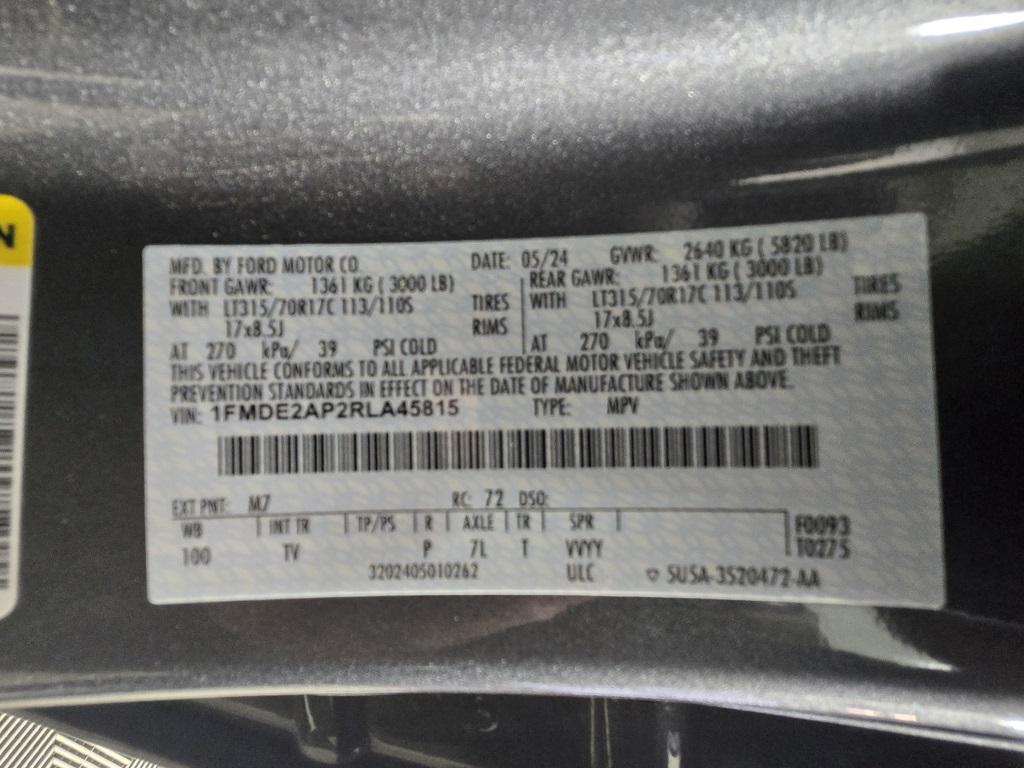 N
MFD. BY FORD MOTOR CO. DATE: 05/24 GVWR: 2640 KG ( 5820 LB)
FRONT GAWR: 1361 KG ( 3000 LB) REAR GAWR: 1361 KG ( 3000 LB)
WITH LT315/70R17C 113/110S TIRES WITH LT315/70R17C 113/110S TIRES
17x8.5J RIMS 17x8.5J RIMS
AT 270 kPa/ 39 PSI COLD AT 270 kPa/ 39 PSI COLD
THIS VEHICLE CONFORMS TO ALL APPLICABLE FEDERAL MOTOR VEHICLE SAFETY AND THEFT
PREVENTION STANDARDS IN EFFECT ON THE DATE OF MANUFACTURE SHOWN ABOVE.
VIN: 1FMDE2AP2RLA45815 TYPE: MPV
EXT PNT: M7 RC: 72 DSO:
WB INT TR TP/PS R AXLE TR SPR F0093
100 TV P 7L T VVYY T0275
3202405010262 ULC SU5A-3520472-AA